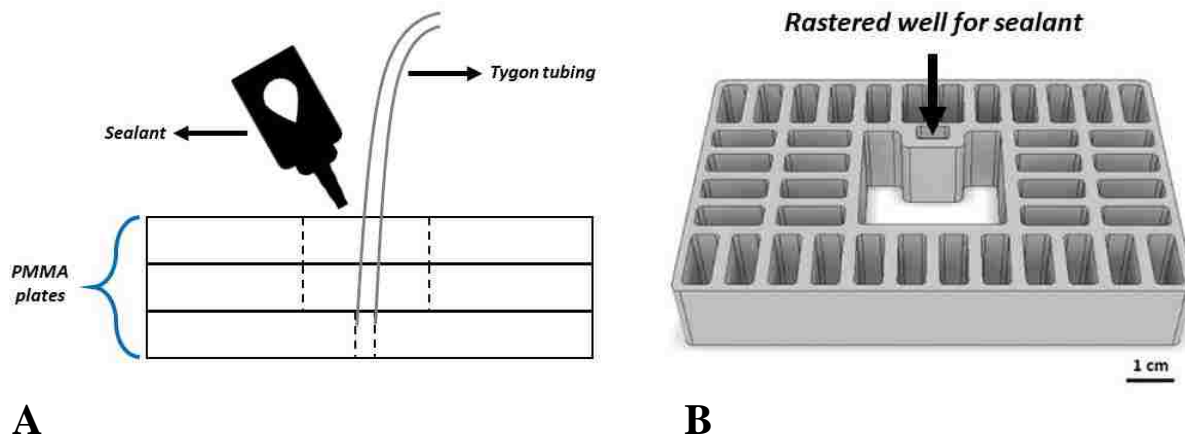 Sealant
Tygon tubing
PMMA
plates
A
Rastered well for sealant
1 cm
B